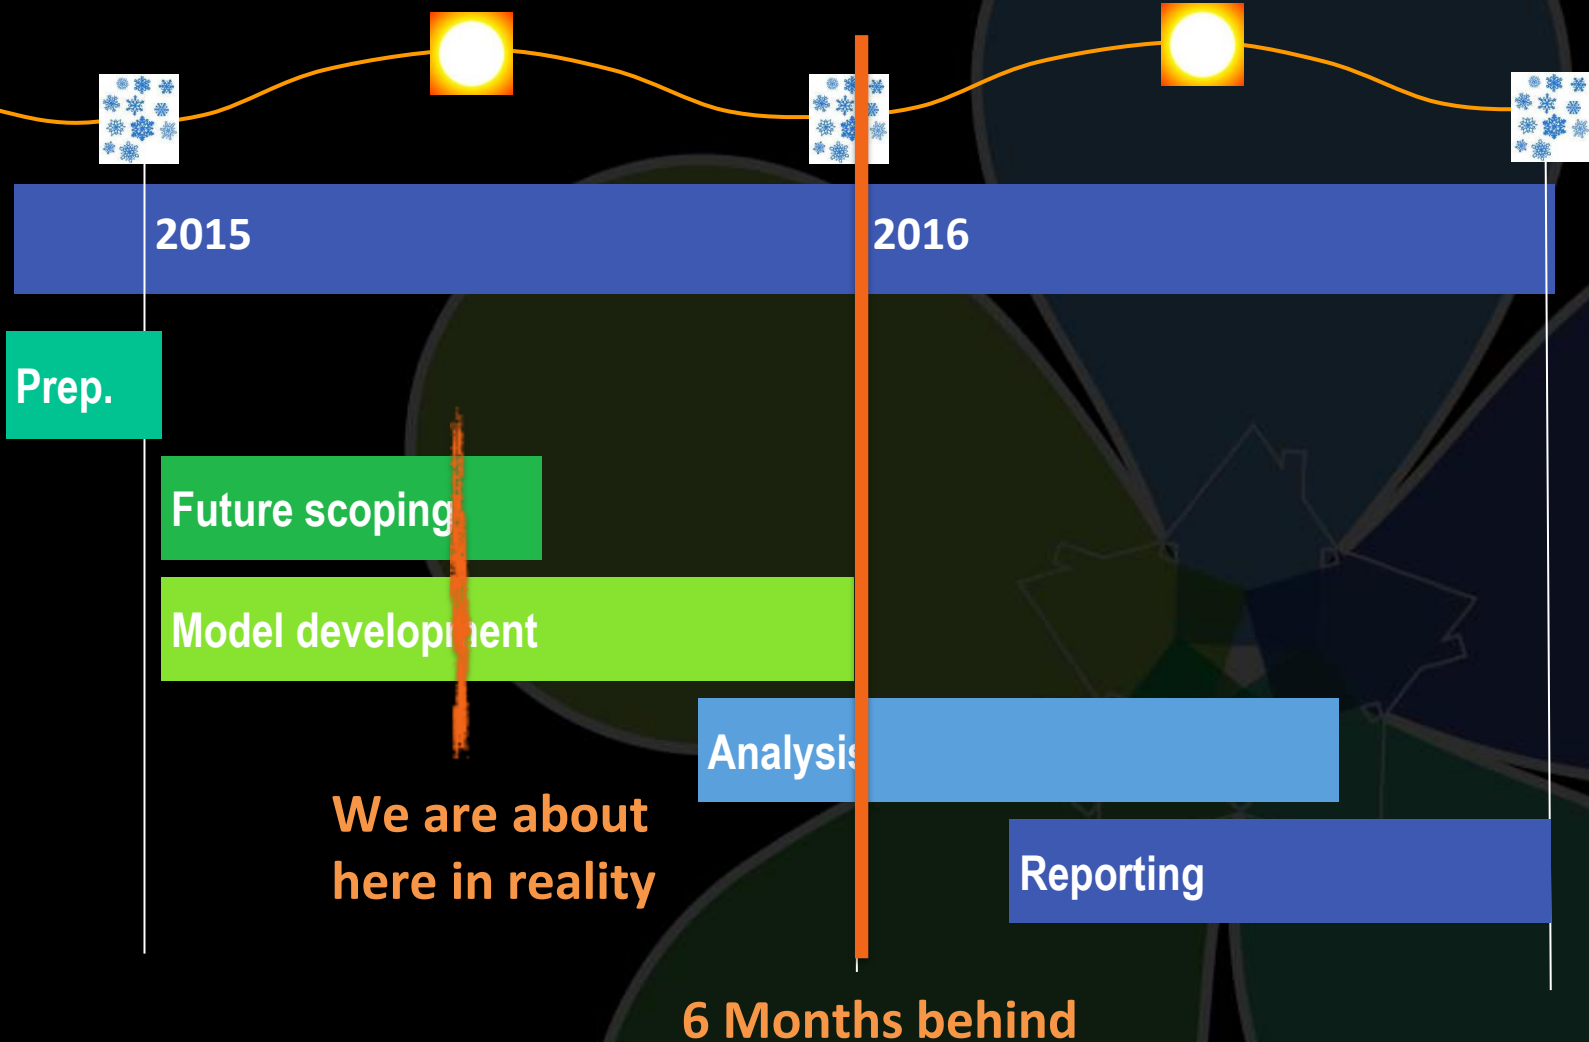 2015
2016
Prep.
Future scoping
Model development
Analysis
Reporting
We are about
here in reality
6 Months behind